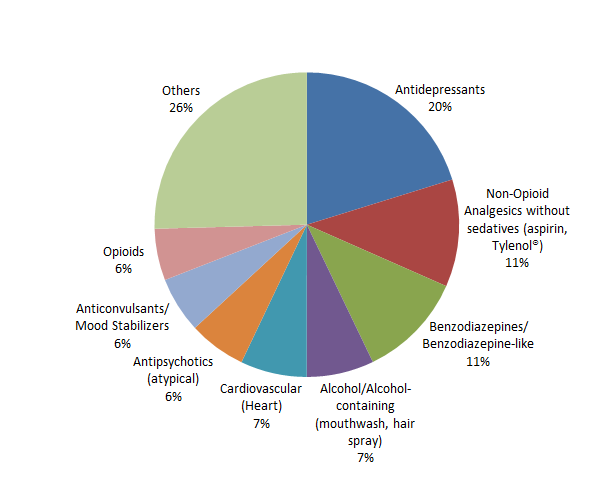 Others
26%
Antidepressants
20%
Non-Opioid
Analgesics without
sedatives (aspirin,
Tylenol®)
11%
Benzodiazepines/
Benzodiazepine-like
11%
Alcohol/Alcohol-
containing
(mouthwash, hair
spray)
7%
Cardiovascular
(Heart)
7%
Antipsychotics
(atypical)
6%
Anticonvulsants/
Mood Stabilizers
6%
Opioids
6%